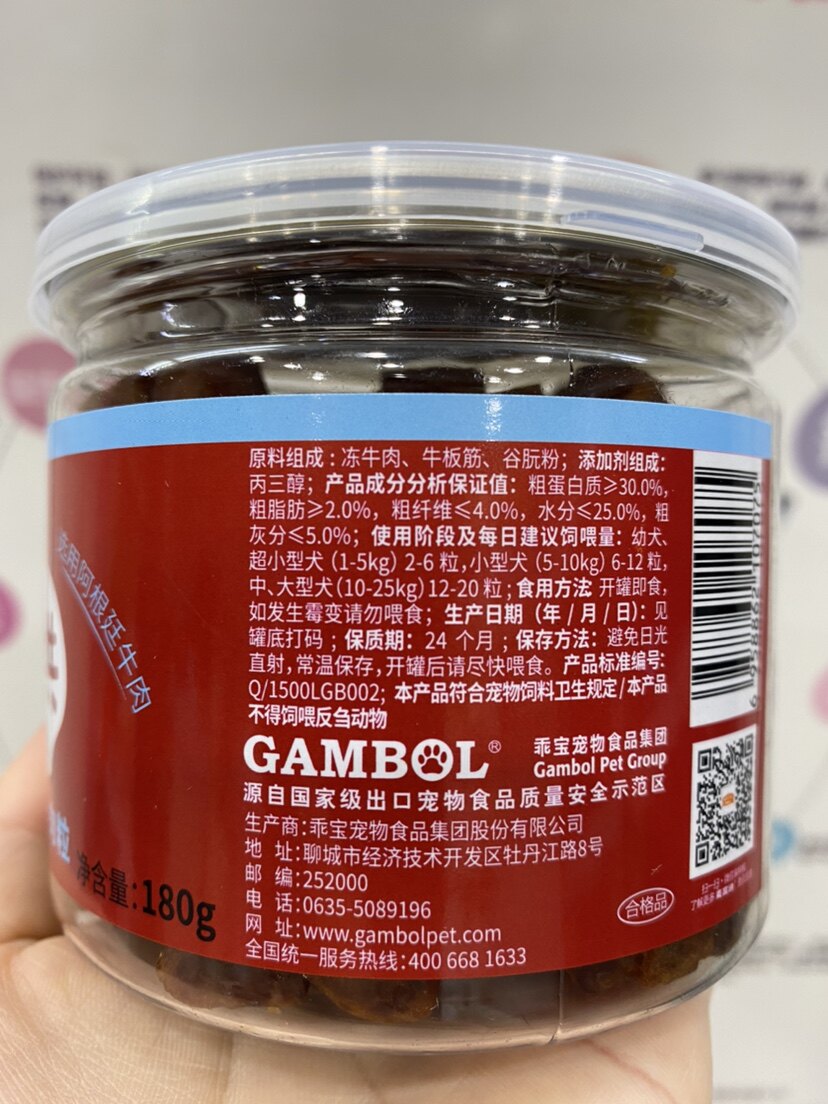 原料组成：冻牛肉、牛板筋、谷朊粉；添加剂组成：
丙三醇；产品成分分析保证值：粗蛋白质≥30.0%，
粗脂肪≥2.0%，粗纤维≤4.0%，水分≤25.0%，粗
灰分≤5.0%；使用阶段及每日建议饲喂量：幼犬、
超小型犬（1-5kg）2-6粒，小型犬（5-10kg）6-12粒，
中、大型犬（10-25kg）12-20粒；食用方法 开罐即食，
如发生霉变请勿喂食；生产日期（年/月/日）：见
罐底打码；保质期：24个月；保存方法：避免日光
直射，常温保存，开罐后请尽快喂食。产品标准编号：
Q/1500LGB002；本产品符合宠物饲料卫生规定/本产品
不得饲喂反刍动物
GAMBOL®
乖宝宠物食品集团
Gambol Pet Group
源自国家级出口宠物食品质量安全示范区
生产商：乖宝宠物食品集团股份有限公司
地 址：聊城市经济技术开发区牡丹江路8号
邮 编：252000
电 话：0635-5089196
网 址：www.gambolpet.com
全国统一服务热线：400 668 1633
合格品
选用阿根廷牛肉
粒
净含量：180g
扫一扫